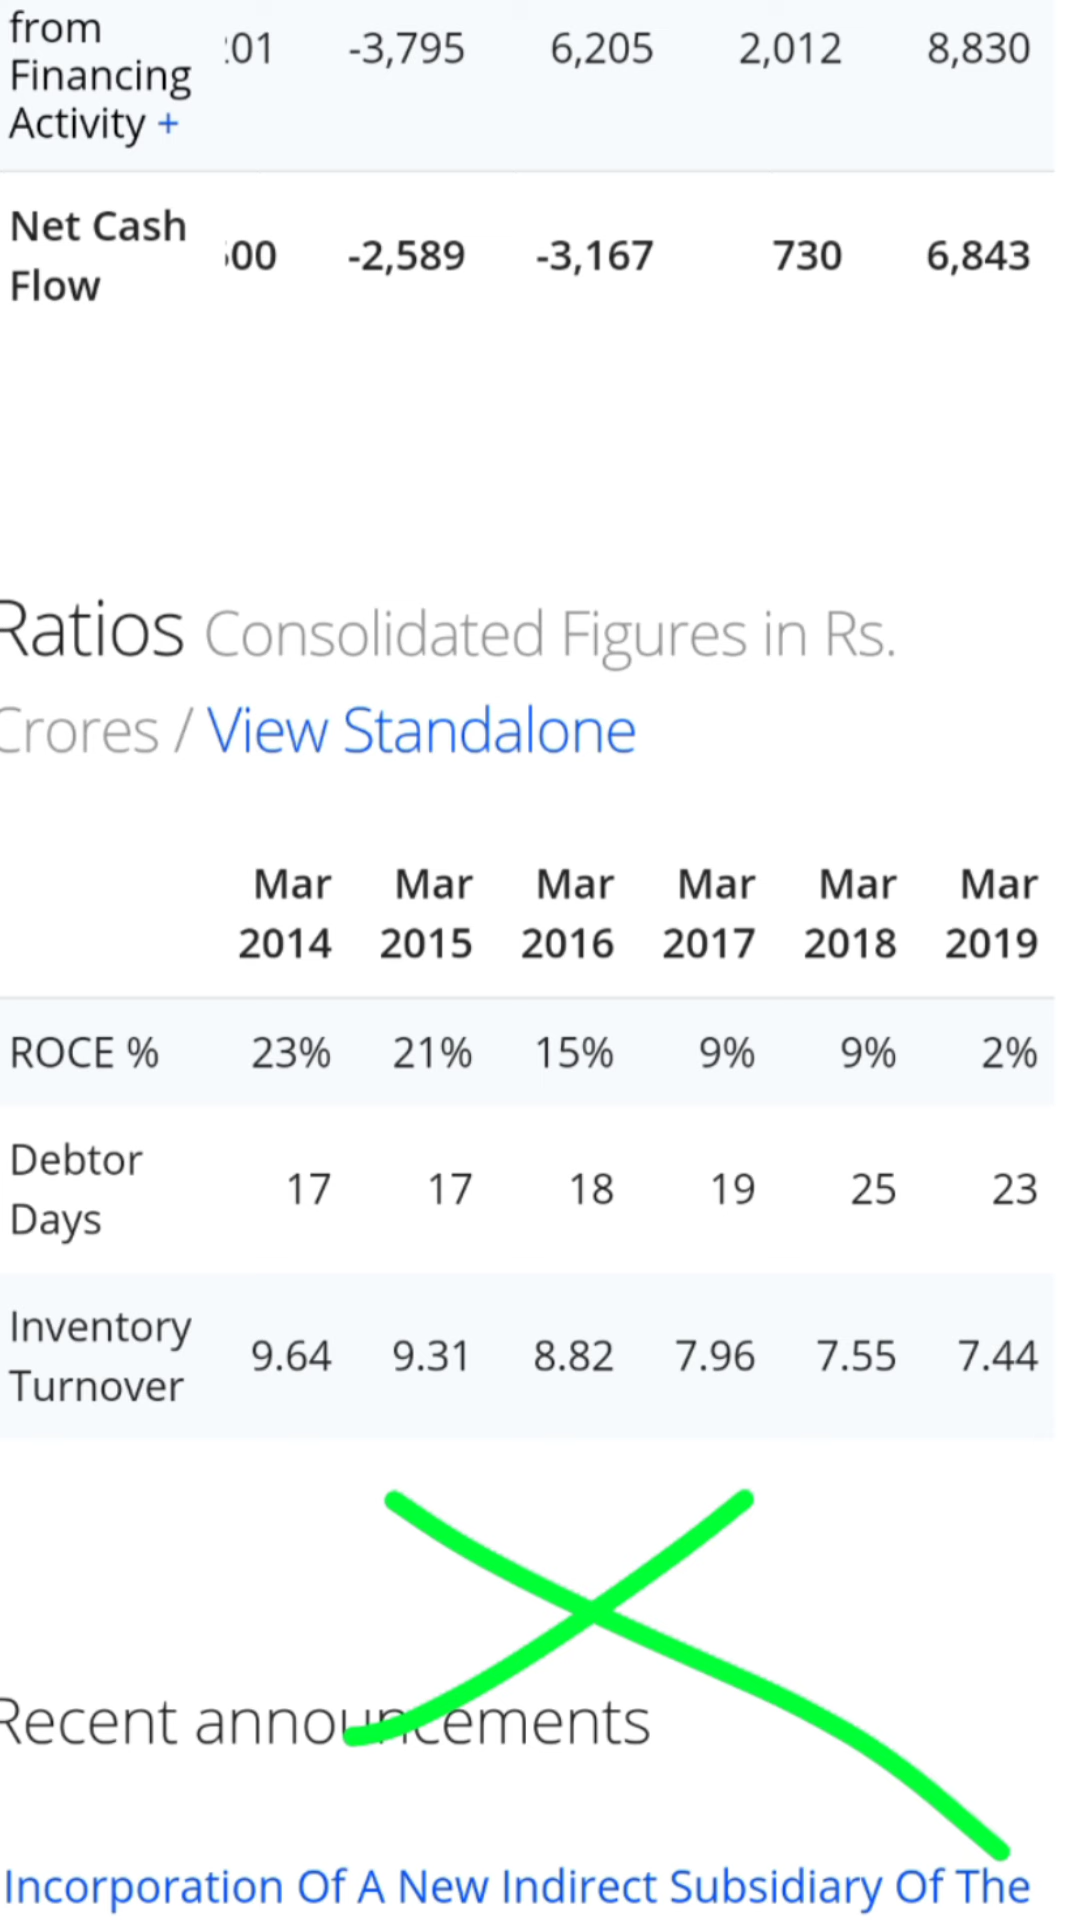 from
Financing
Activity + :01 -3,795 6,205 2,012 8,830
Net Cash
Flow 00 -2,589 -3,167 730 6,843
Ratios Consolidated Figures in Rs.
Crores / View Standalone
Mar Mar Mar Mar Mar Mar
2014 2015 2016 2017 2018 2019
ROCE % 23% 21% 15% 9% 9% 2%
Debtor
Days 17 17 18 19 25 23
Inventory
Turnover 9.64 9.31 8.82 7.96 7.55 7.44
Recent announcements
Incorporation Of A New Indirect Subsidiary Of The